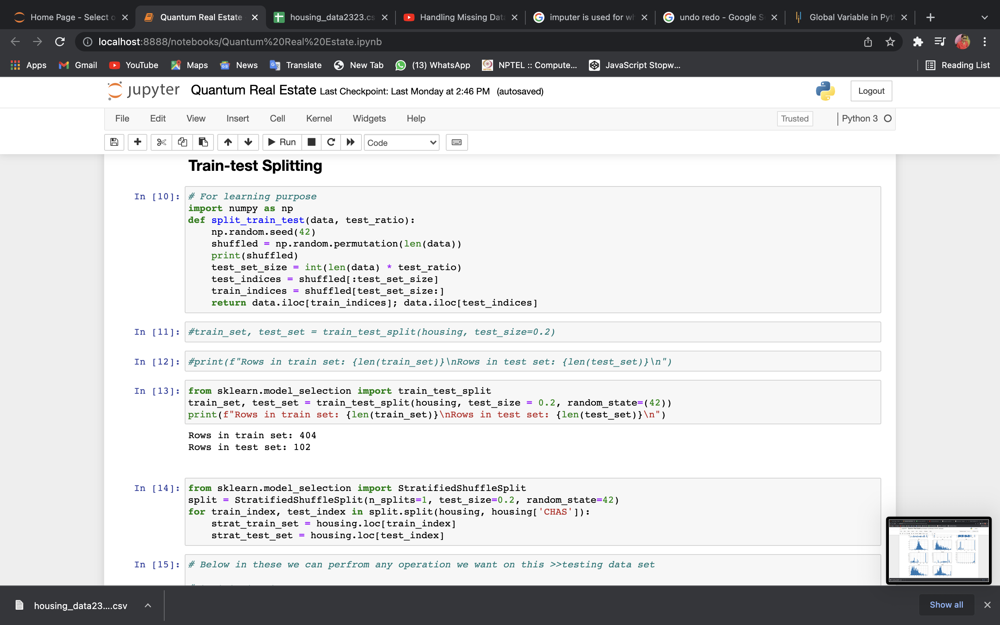 Home Page - Select o
Quantum Real Estate
housing_data2323.cs
Handling Missing Data
imputer is used for wh
undo redo - Google S
Global Variable in Pyt
localhost:8888/notebooks/Quantum%20Real%20Estate.ipynb
Apps
Gmail
YouTube
Maps
News
Translate
New Tab
(13) WhatsApp
NPTEL :: Compute...
JavaScript Stopw...
Reading List
jupyter Quantum Real Estate Last Checkpoint: Last Monday at 2:46 PM (autosaved)
Logout
File Edit View Insert Cell Kernel Widgets Help
Trusted
Python 3
Run
Code
Train-test Splitting
In [10]: # For learning purpose
import numpy as np
def split_train_test(data, test_ratio):
    np.random.seed(42)
    shuffled = np.random.permutation(len(data))
    print(shuffled)
    test_set_size = int(len(data) * test_ratio)
    test_indices = shuffled[:test_set_size]
    train_indices = shuffled[test_set_size:]
    return data.iloc[train_indices]; data.iloc[test_indices]
In [11]: #train_set, test_set = train_test_split(housing, test_size=0.2)
In [12]: #print(f"Rows in train set: {len(train_set)}\nRows in test set: {len(test_set)}\n")
In [13]: from sklearn.model_selection import train_test_split
train_set, test_set = train_test_split(housing, test_size = 0.2, random_state=(42))
print(f"Rows in train set: {len(train_set)}\nRows in test set: {len(test_set)}\n")
Rows in train set: 404
Rows in test set: 102
In [14]: from sklearn.model_selection import StratifiedShuffleSplit
split = StratifiedShuffleSplit(n_splits=1, test_size=0.2, random_state=42)
for train_index, test_index in split.split(housing, housing['CHAS']):
    strat_train_set = housing.loc[train_index]
    strat_test_set = housing.loc[test_index]
In [15]: # Below in these we can perfrom any operation we want on this >>testing data set
housing_data23....csv
Show all